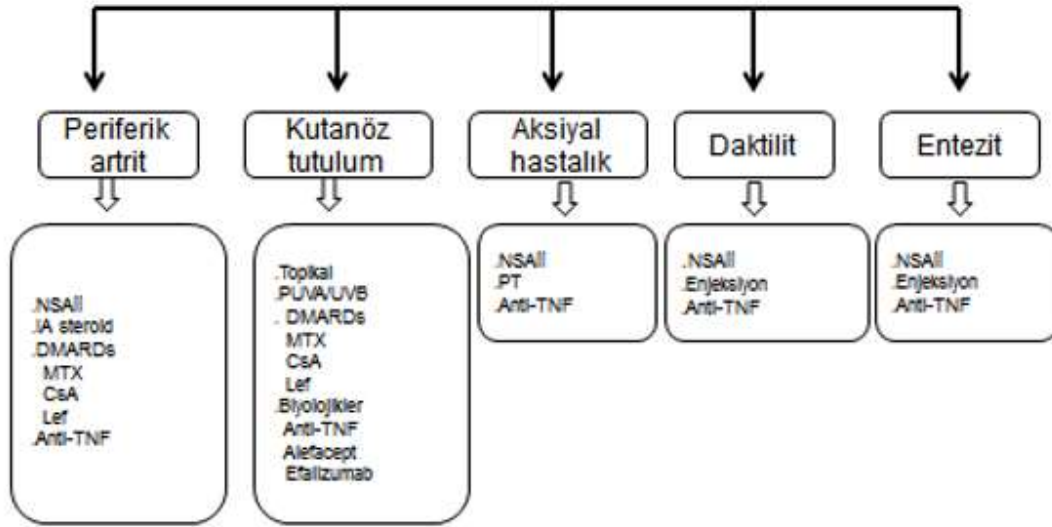 Periferik
artrit
Kutanöz
tutulum
Aksiyal
hastalık
Daktilit
Entezit
.NSAİİ
.IA steroid
.DMARDs
MTX
CsA
Lef
.Anti-TNF
.Topikal
.PUVA/UVB
. DMARDs
MTX
CsA
Lef
.Biyolojikler
Anti-TNF
Alefacept
Efalizumab
.NSAİİ
.PT
.Anti-TNF
.NSAİİ
.Enjeksiyon
.Anti-TNF
.NSAİİ
.Enjeksiyon
.Anti-TNF